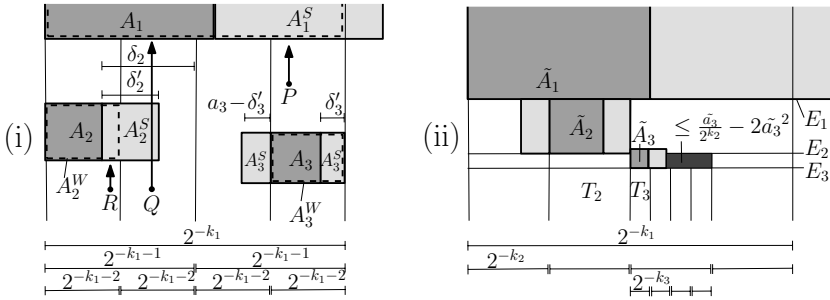 (i)
A_1
A_1^S
δ_2
δ_2'
P
a_3−δ_3'
δ_3'
A_2
A_2^S
A_3^S
A_3
A_3^S
A_2^W
R
Q
A_3^W
2^{-k_1}
2^{-k_1-1}
2^{-k_1-1}
2^{-k_1-2}
2^{-k_1-2}
2^{-k_1-2}
2^{-k_1-2}
(ii)
Ã_1
E_1
Ã_2
Ã_3
≤ \frac{ã_3}{2^{k_2}} − 2ã_3^2
E_2
E_3
T_2
T_3
2^{-k_1}
2^{-k_2}
2^{-k_3}